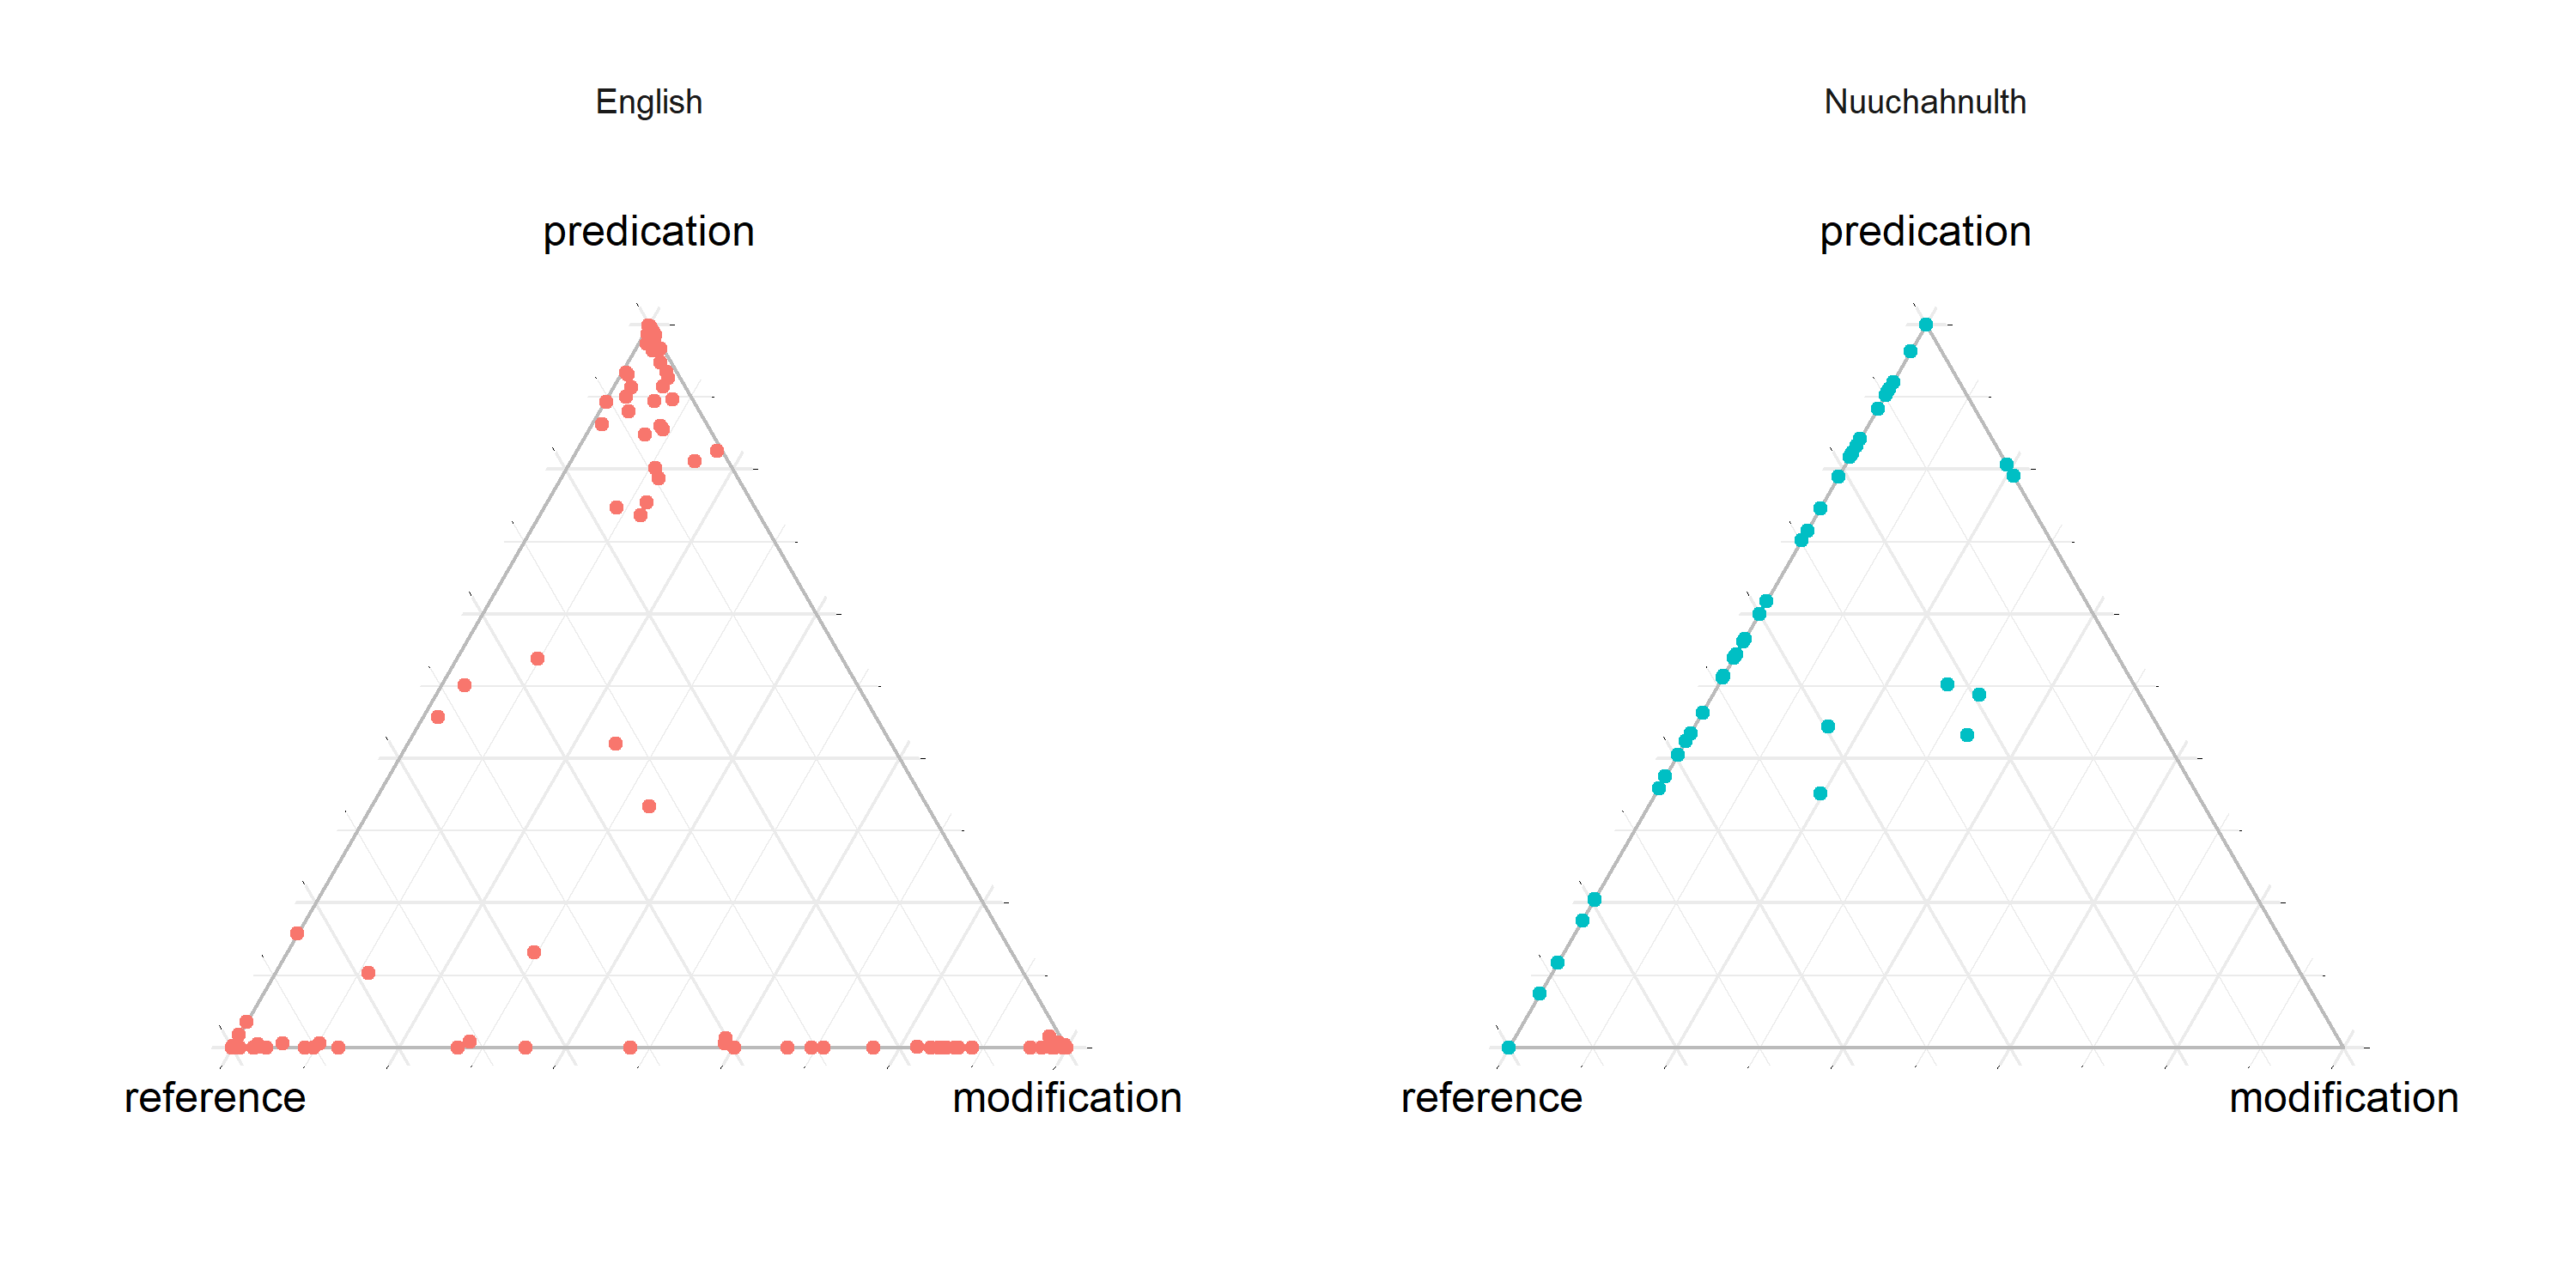 English
predication
reference
modification
Nuuchahnulth
predication
reference
modification